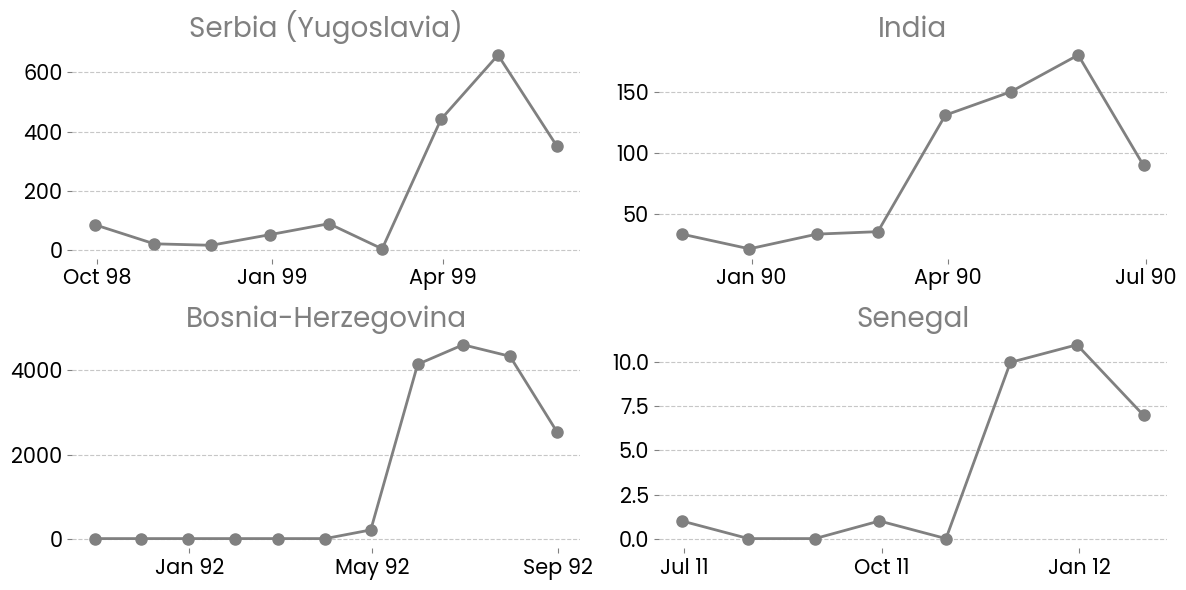 Serbia (Yugoslavia)
600
400
200
0
Oct 98
Jan 99
Apr 99
India
150
100
50
Jan 90
Apr 90
Jul 90
Bosnia-Herzegovina
4000
2000
0
Jan 92
May 92
Sep 92
Senegal
10.0
7.5
5.0
2.5
0.0
Jul 11
Oct 11
Jan 12